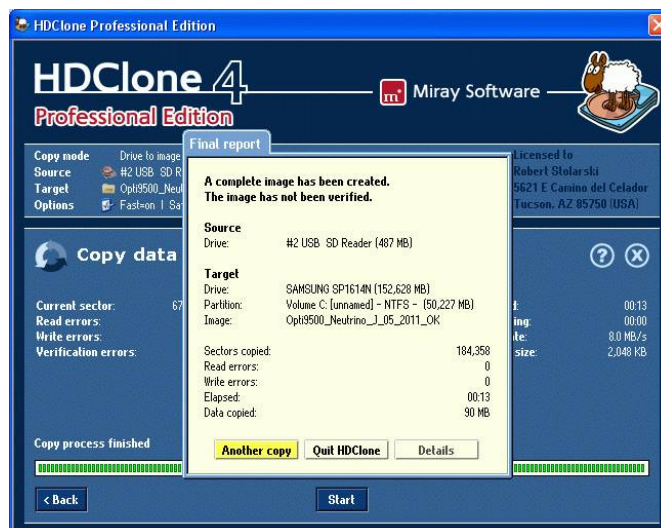 HDClone Professional Edition
HDClone 4
Professional Edition
m Miray Software
Copy mode Drive to image
Source #2 USB SD R
Target Opti9500_Neut
Options Fast=on | Sa
Licensed to
Robert Stolarski
5621 E Camino del Celador
Tucson, AZ 85750 (USA)
Final report
A complete image has been created.
The image has not been verified.
Source
Drive: #2 USB SD Reader (487 MB)
Target
Drive: SAMSUNG SP1614N (152,628 MB)
Partition: Volume C: [unnamed] - NTFS - (50,227 MB)
Image: Opti9500_Neutrino_J_05_2011_OK
Sectors copied: 184,358
Read errors: 0
Write errors: 0
Elapsed: 00:13
Data copied: 90 MB
Another copy Quit HDClone Details
Copy data
? X
Current sector: 67
Read errors:
Write errors:
Verification errors:
00:13
ing: 00:00
te: 8.0 MB/s
size: 2,048 KB
Copy process finished
< Back Start